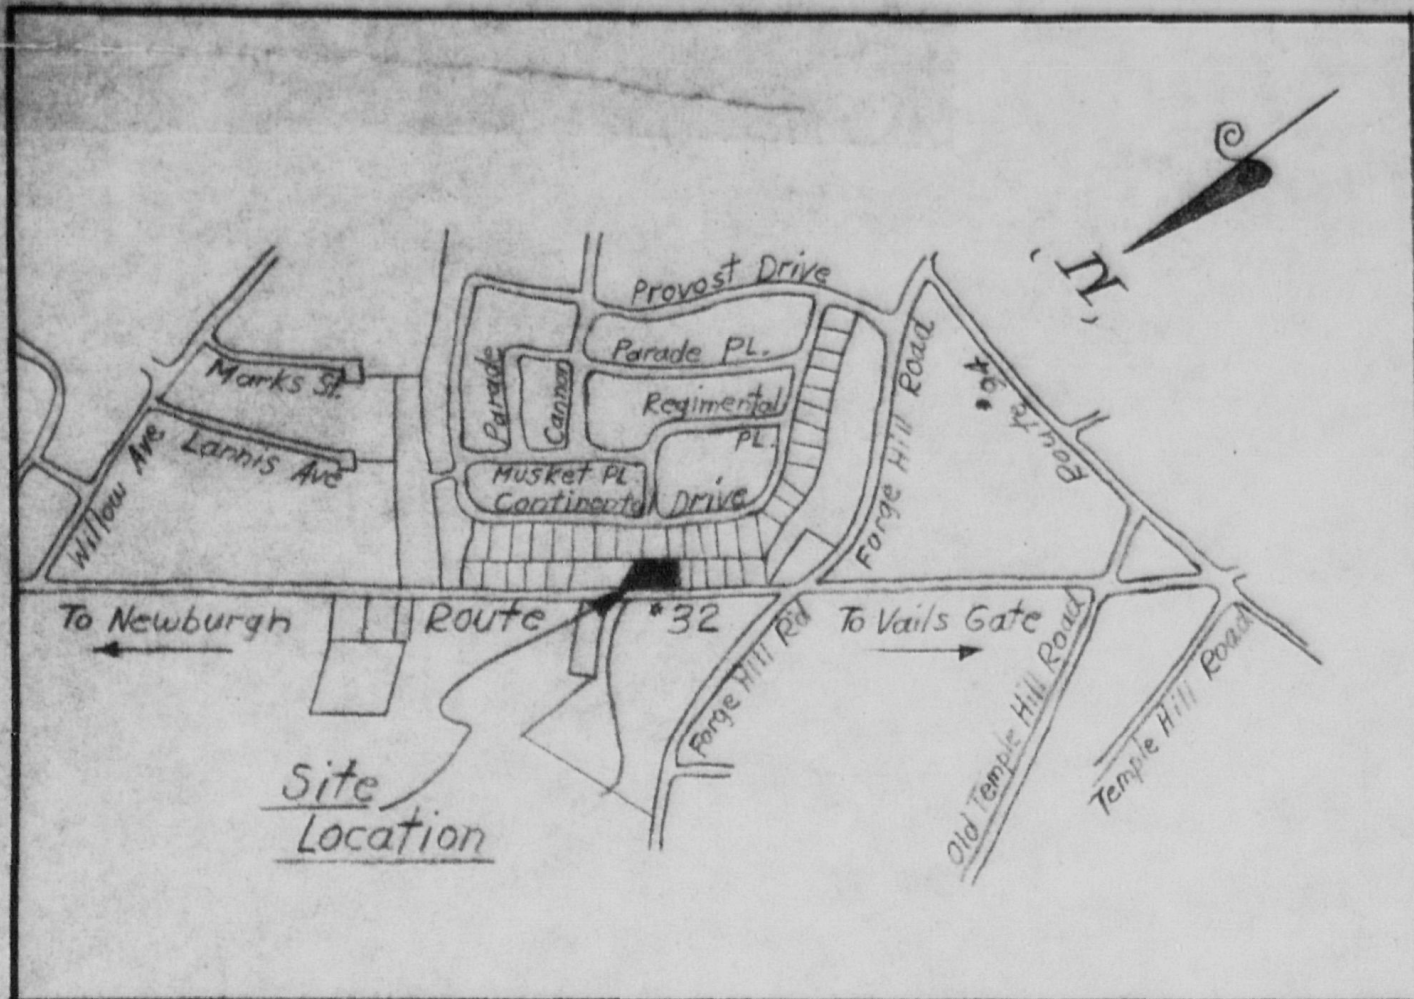 N
Provost Drive
Parade PL.
Marks St.
Parade
Cannon
Regimental
PL.
Forge Hill Road
Route #94
Lannis Ave
Willow Ave
Musket PL
Continental Drive
To Newburgh
Route #32
To Vails Gate
Forge Hill Rd
Old Temple Hill Road
Temple Hill Road
Site
Location